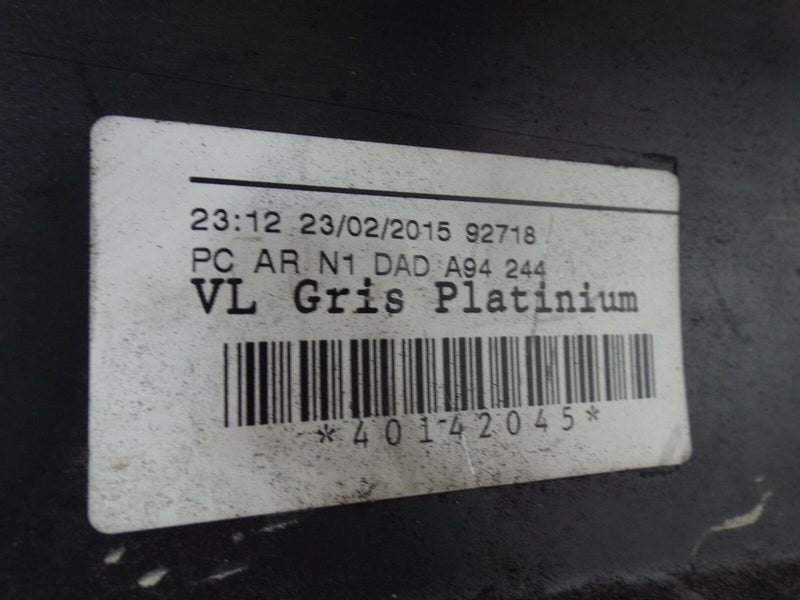 23:12 23/02/2015 92718
PC AR N1 DAD A94 244
VL Gris Platinium
*40142045*